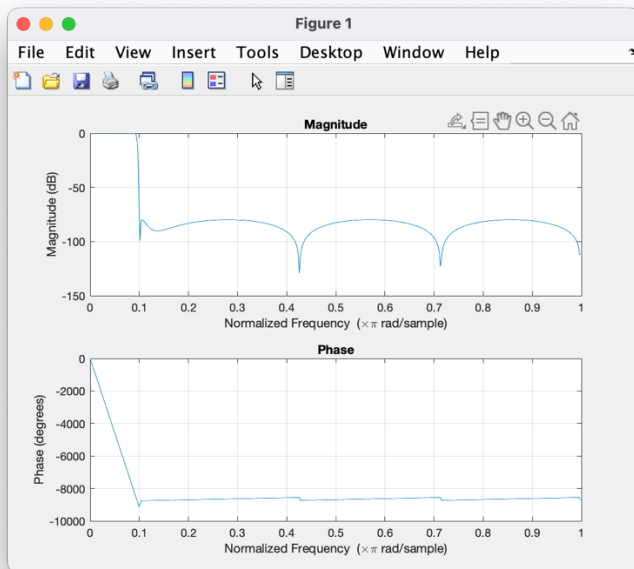 Figure 1
File Edit View Insert Tools Desktop Window Help
Magnitude
0
-50
-100
-150
Magnitude (dB)
0 0.1 0.2 0.3 0.4 0.5 0.6 0.7 0.8 0.9 1
Normalized Frequency (×π rad/sample)
Phase
0
-2000
-4000
-6000
-8000
-10000
Phase (degrees)
0 0.1 0.2 0.3 0.4 0.5 0.6 0.7 0.8 0.9 1
Normalized Frequency (×π rad/sample)